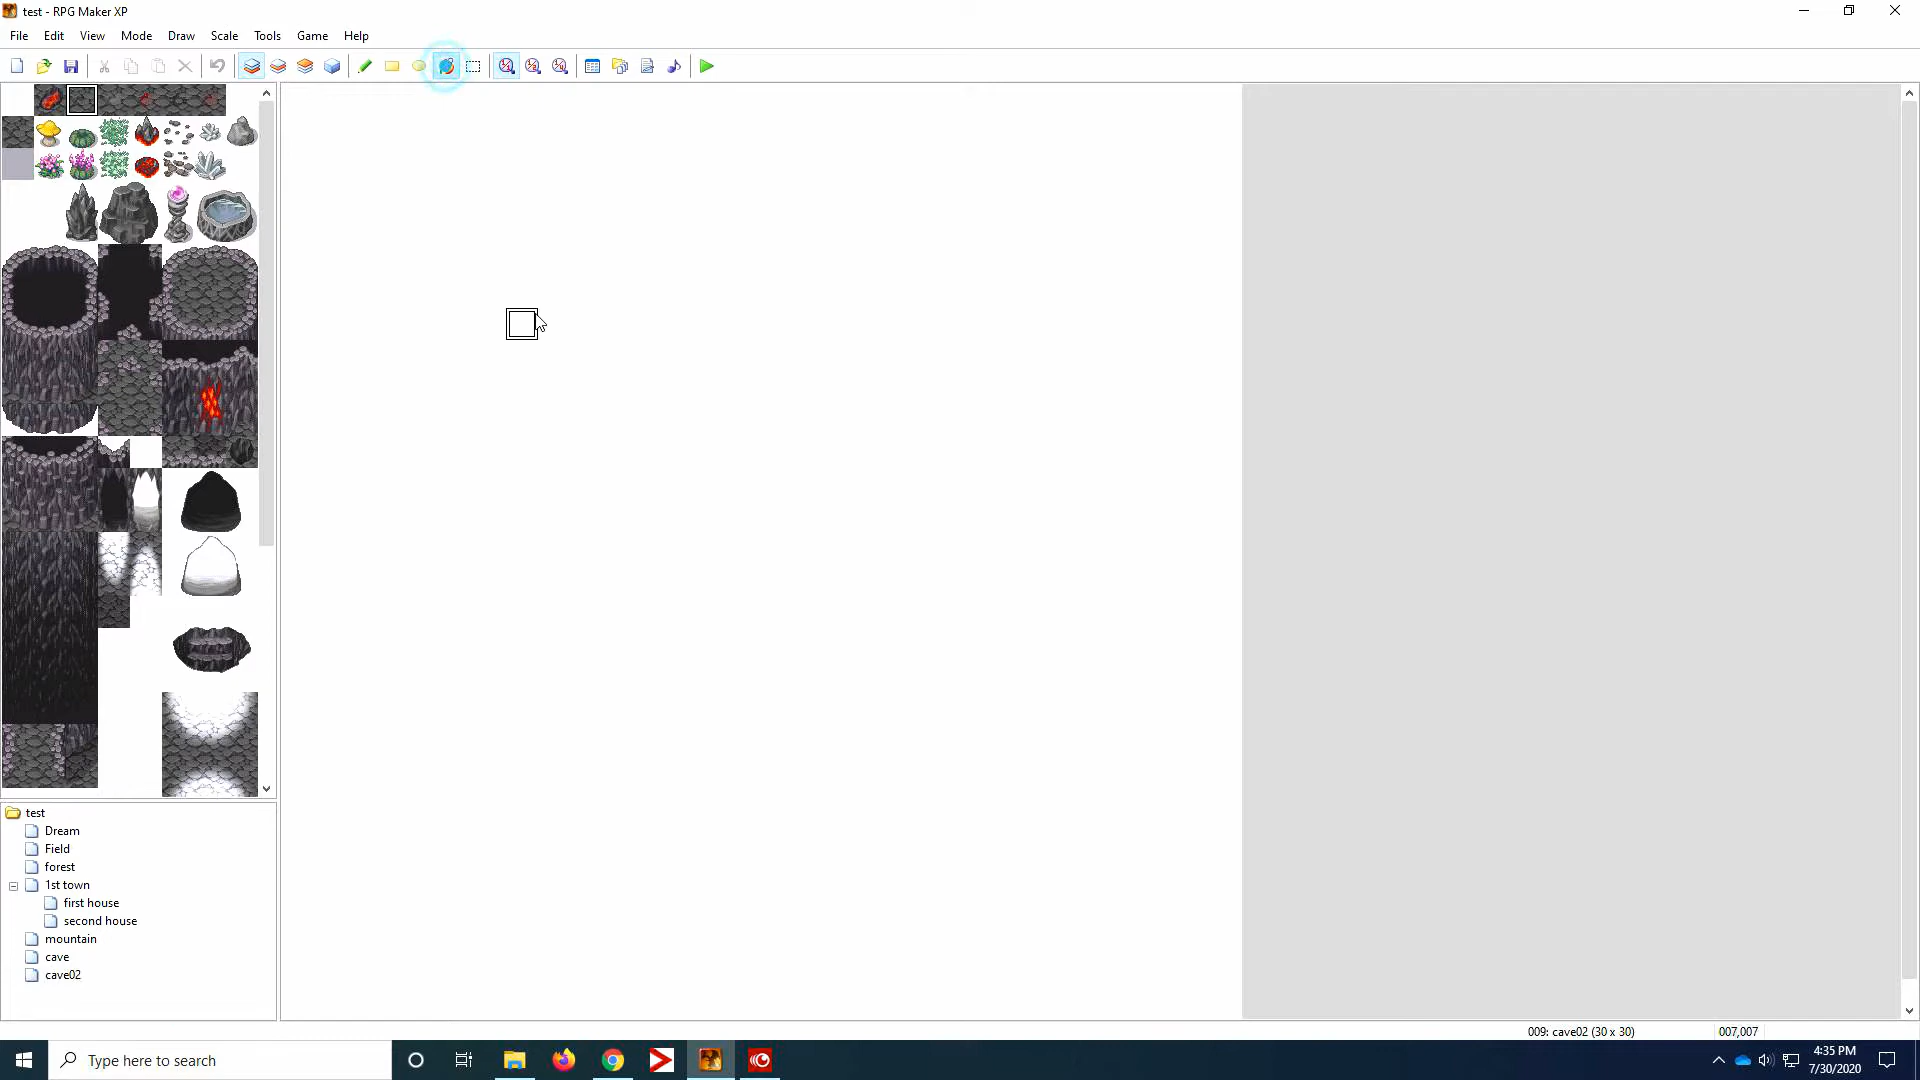 test - RPG Maker XP
File Edit View Mode Draw Scale Tools Game Help
test
Dream
Field
forest
1st town
first house
second house
mountain
cave
cave02
009: cave02 (30 x 30) 007,007
Type here to search
4:35 PM
7/30/2020